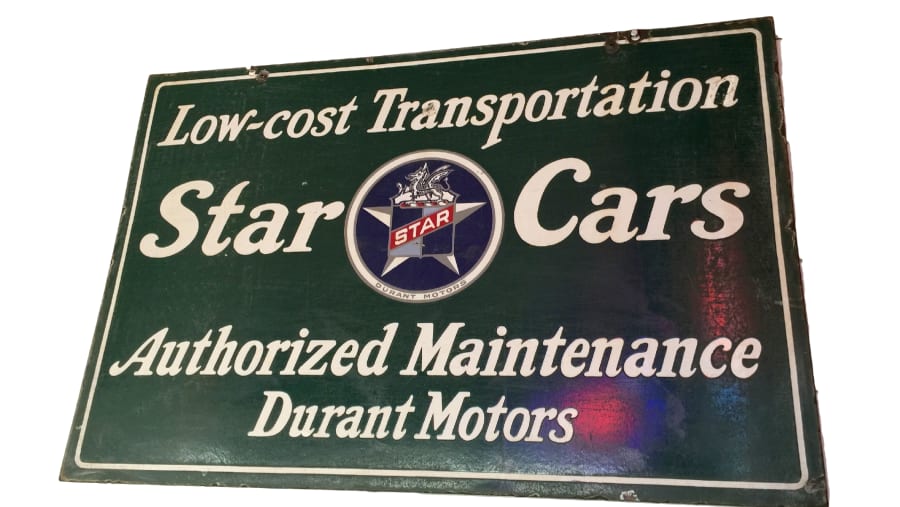 Low-cost Transportation
Star Cars
STAR
DURANT MOTORS
Authorized Maintenance
Durant Motors